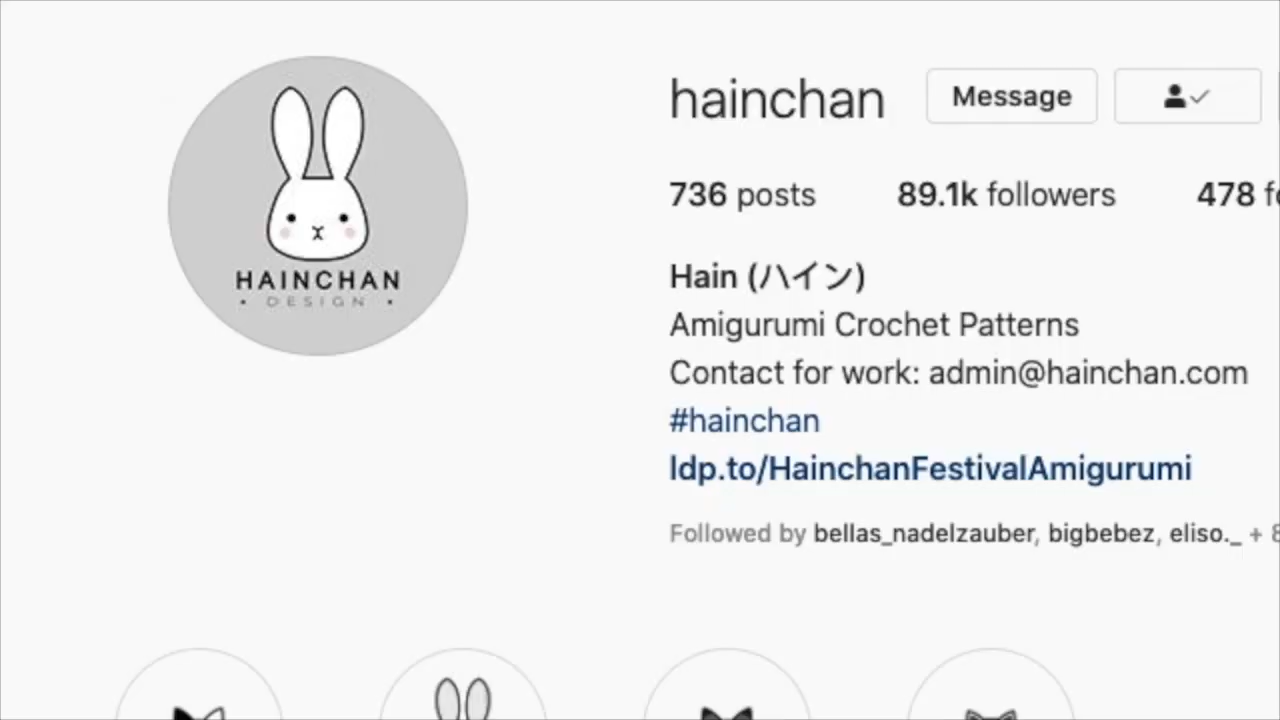 hainchan
Message
736 posts
89.1k followers
478
Hain (ハイン)
Amigurumi Crochet Patterns
Contact for work: admin@hainchan.com
#hainchan
ldp.to/HainchanFestivalAmigurumi
Followed by bellas_nadelzauber, bigbebez, eliso._ +
HAINCHAN
• DESIGN •